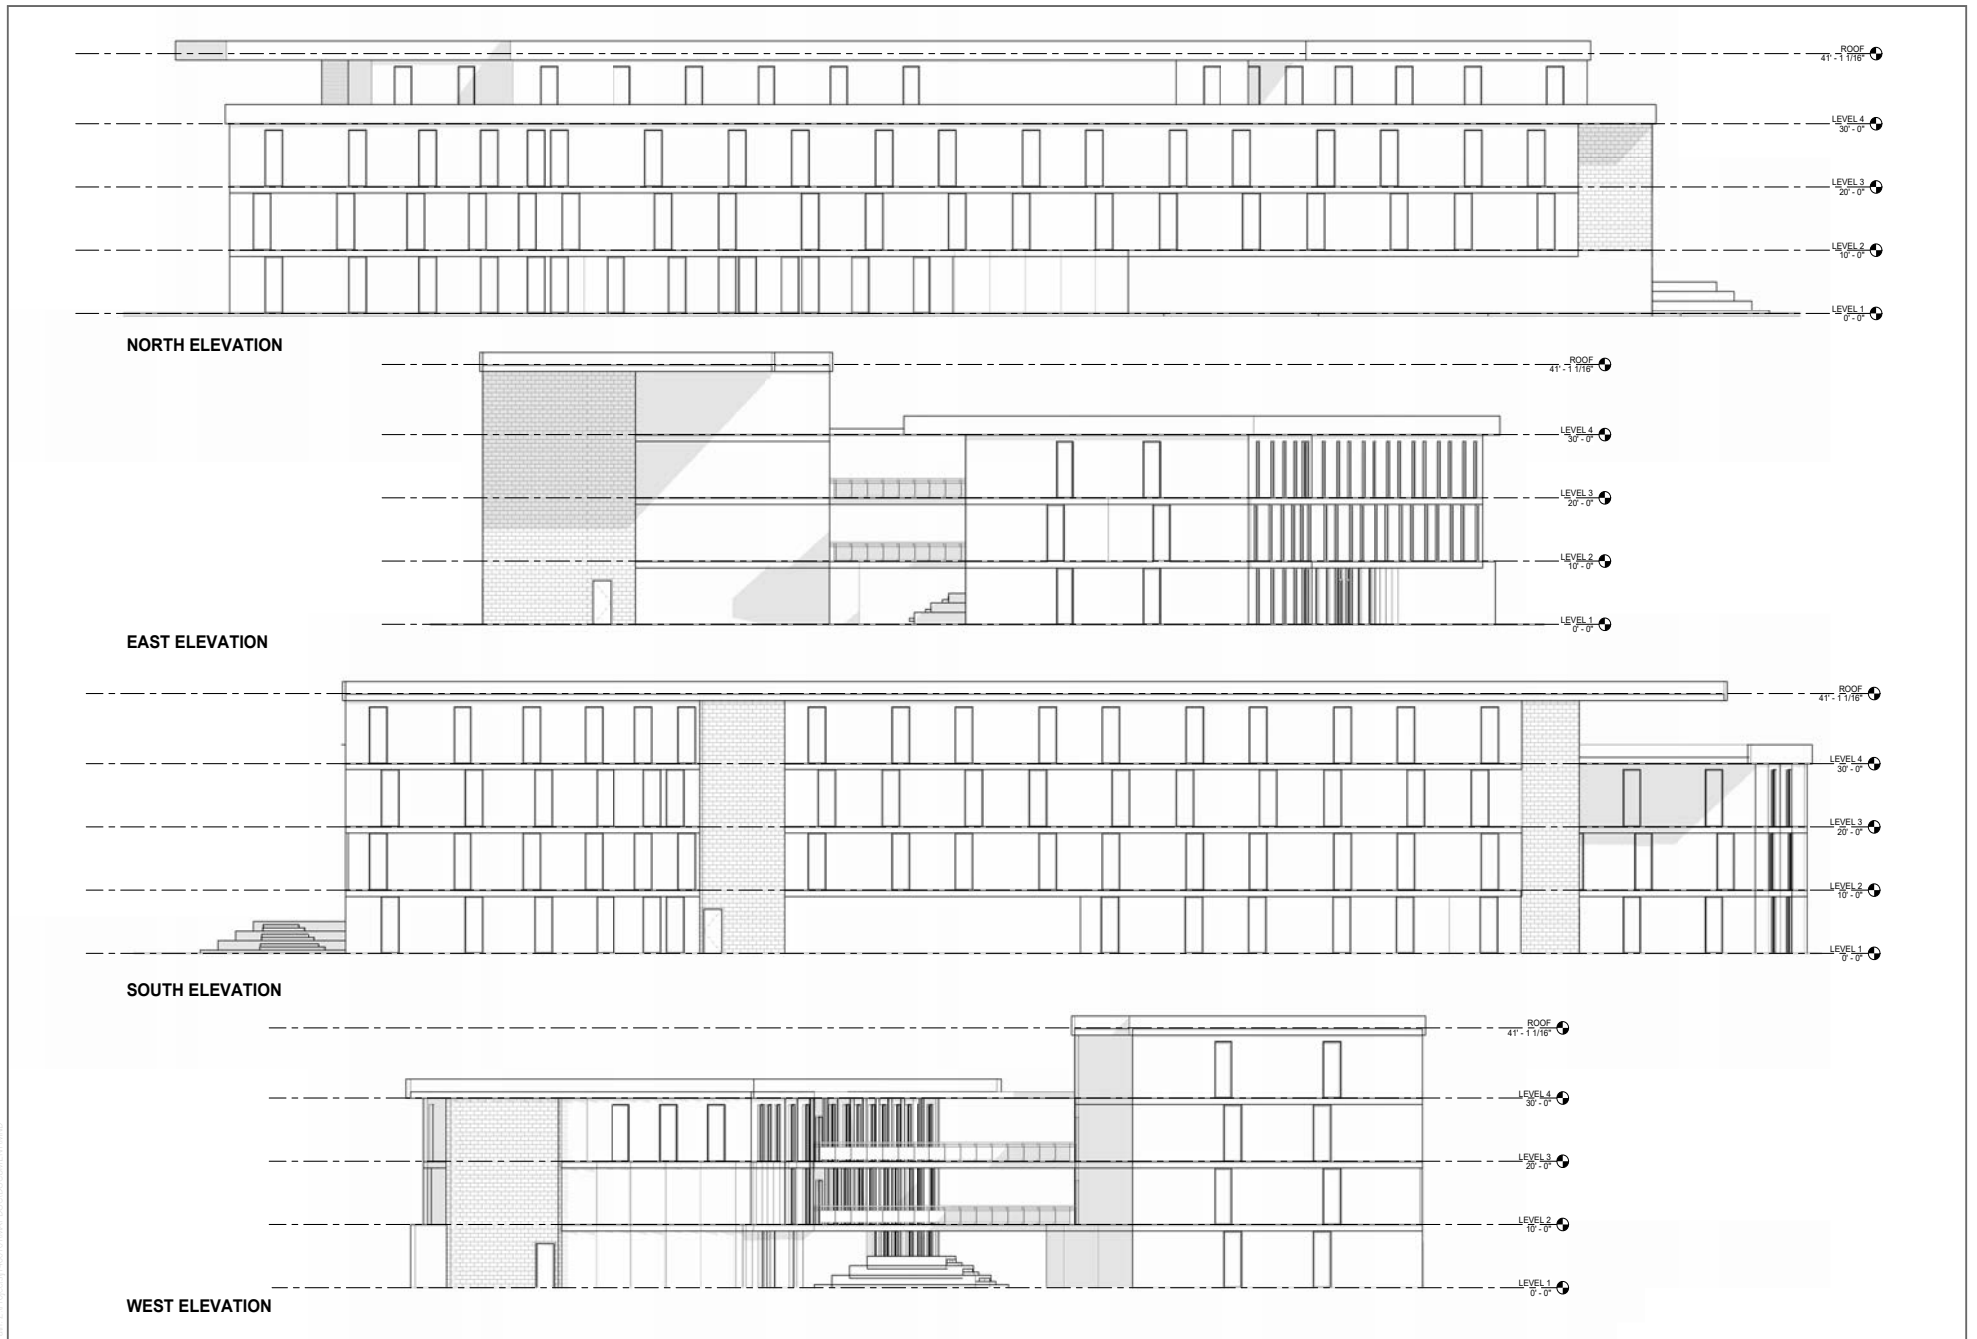 ROOF
41' - 1 1/16"
LEVEL 4
30' - 0"
LEVEL 3
20' - 0"
LEVEL 2
10' - 0"
LEVEL 1
0' - 0"
NORTH ELEVATION
ROOF
41' - 1 1/16"
LEVEL 4
30' - 0"
LEVEL 3
20' - 0"
LEVEL 2
10' - 0"
LEVEL 1
0' - 0"
EAST ELEVATION
ROOF
41' - 1 1/16"
LEVEL 4
30' - 0"
LEVEL 3
20' - 0"
LEVEL 2
10' - 0"
LEVEL 1
0' - 0"
SOUTH ELEVATION
ROOF
41' - 1 1/16"
LEVEL 4
30' - 0"
LEVEL 3
20' - 0"
LEVEL 2
10' - 0"
LEVEL 1
0' - 0"
WEST ELEVATION